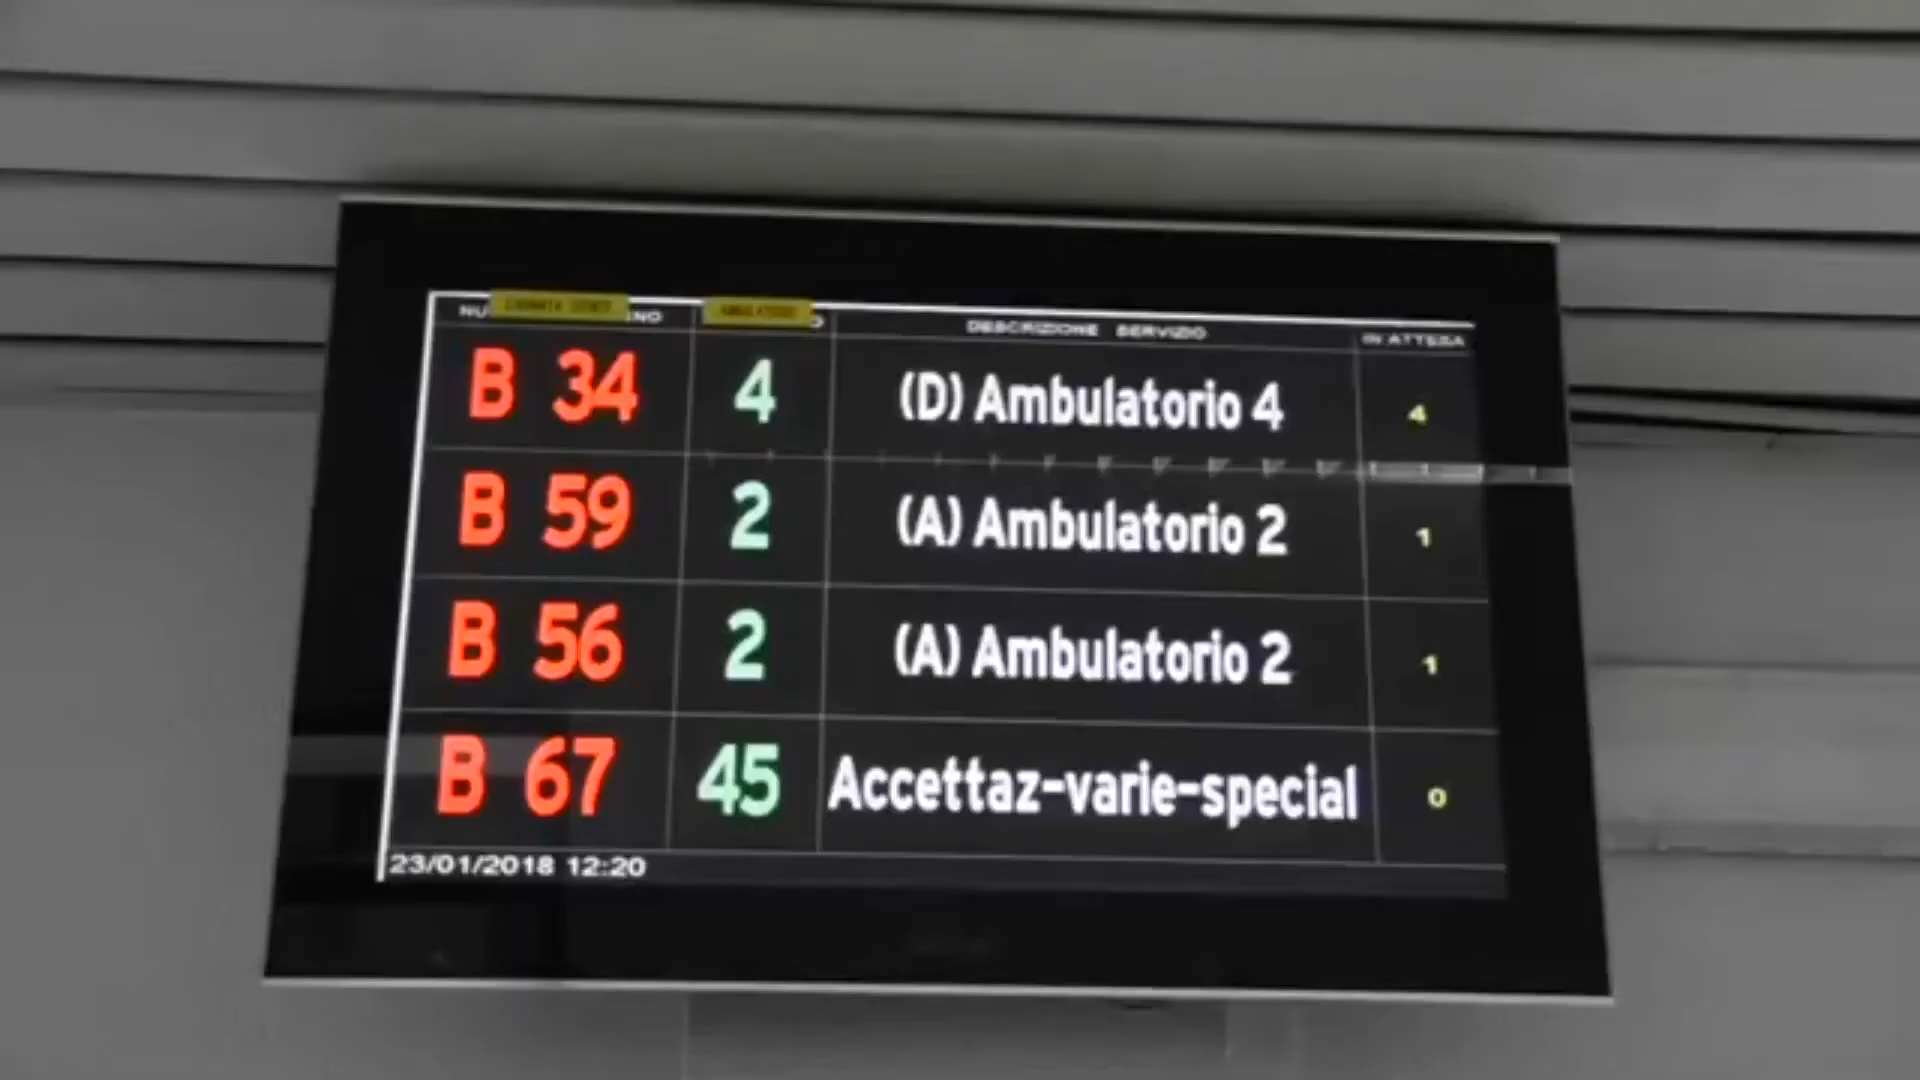 DESCRIZIONE SERVIZIO IN ATTESA
B 34 4 (D) Ambulatorio 4 4
B 59 2 (A) Ambulatorio 2 1
B 56 2 (A) Ambulatorio 2 1
B 67 45 Accettaz-varie-special 0
23/01/2018 12:20